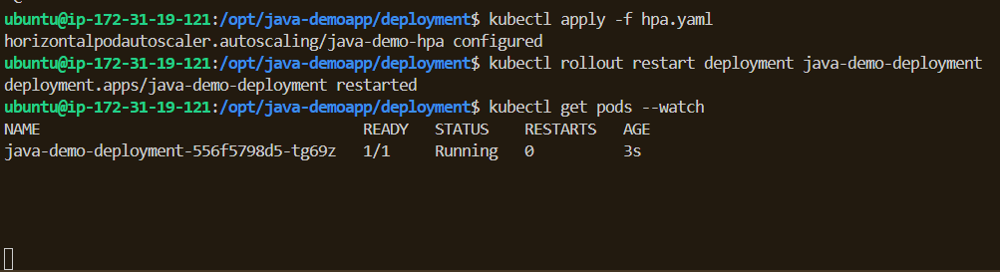 ubuntu@ip-172-31-19-121:/opt/java-demoapp/deployment$ kubectl apply -f hpa.yaml
horizontalpodautoscaler.autoscaling/java-demo-hpa configured
ubuntu@ip-172-31-19-121:/opt/java-demoapp/deployment$ kubectl rollout restart deployment java-demo-deployment
deployment.apps/java-demo-deployment restarted
ubuntu@ip-172-31-19-121:/opt/java-demoapp/deployment$ kubectl get pods --watch
NAME READY STATUS RESTARTS AGE
java-demo-deployment-556f5798d5-tg69z 1/1 Running 0 3s